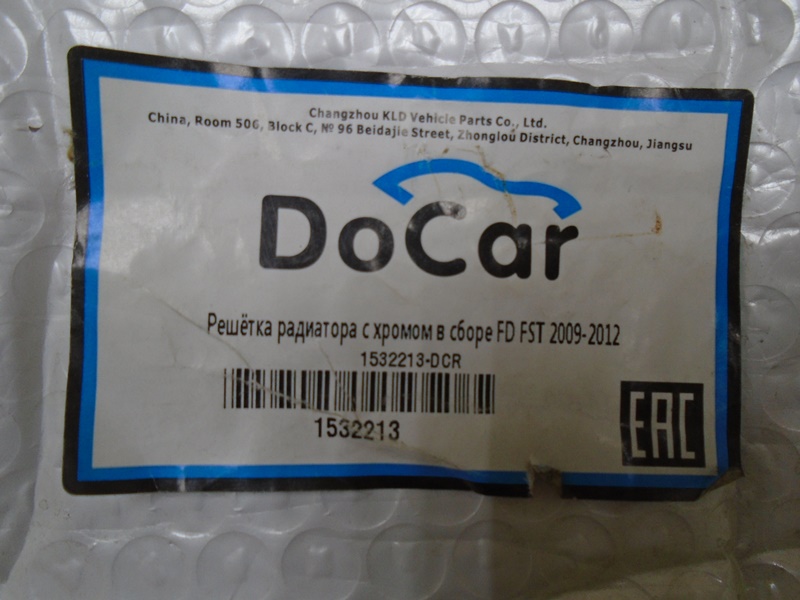 Changzhou KLD Vehicle Parts Co., Ltd.
China, Room 506, Block C, № 96 Beidajie Street, Zhonglou District, Changzhou, Jiangsu
DoCar
Решётка радиатора с хромом в сборе FD FST 2009-2012
1532213-DCR
1532213
EAC